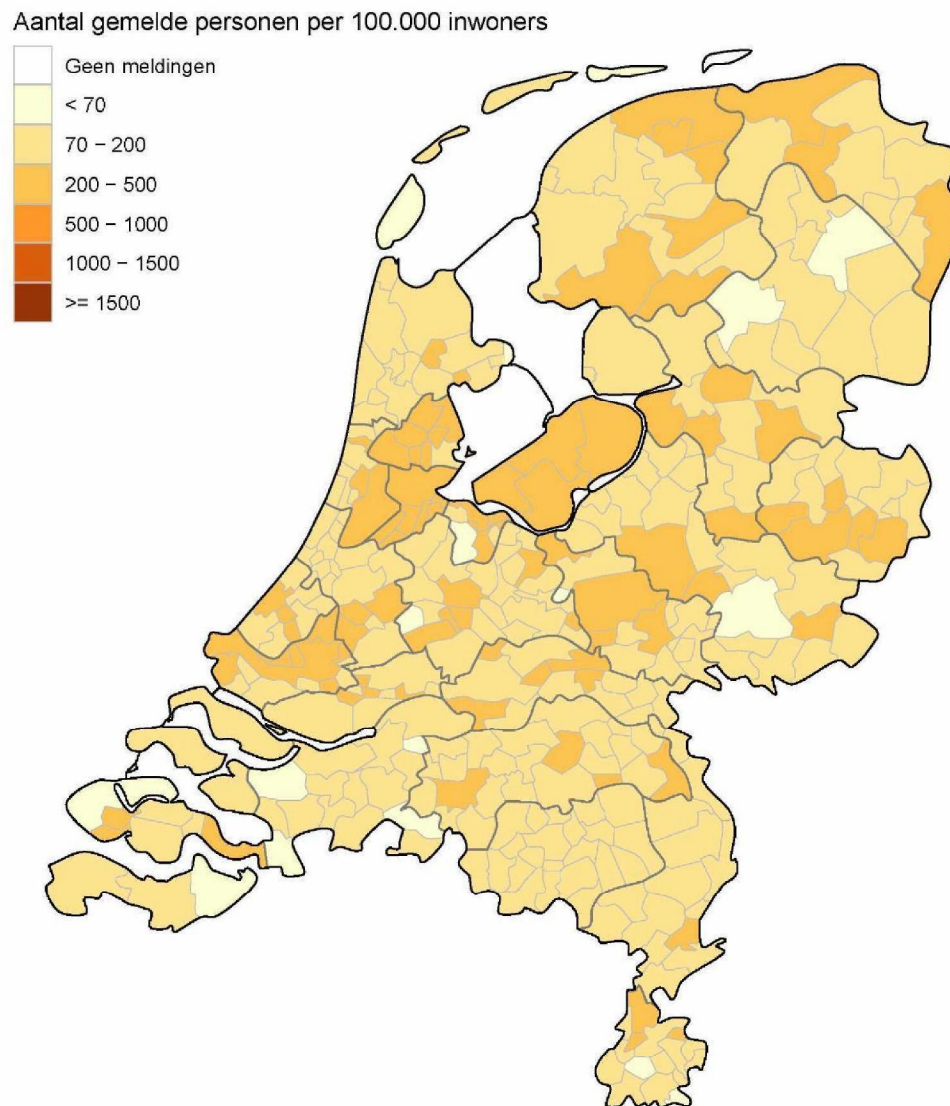 Aantal gemelde personen per 100.000 inwoners
Geen meldingen
< 70
70 − 200
200 − 500
500 − 1000
1000 − 1500
>= 1500